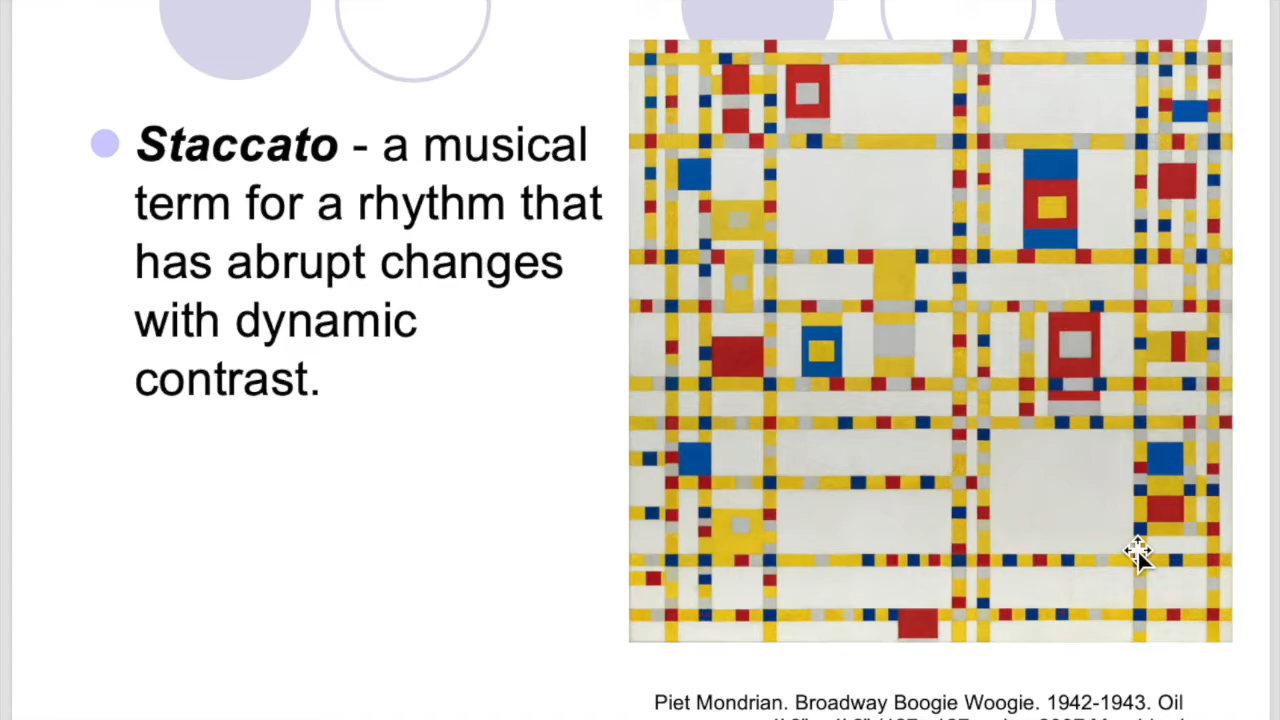 Staccato - a musical
term for a rhythm that
has abrupt changes
with dynamic
contrast.
Piet Mondrian. Broadway Boogie Woogie. 1942-1943. Oil